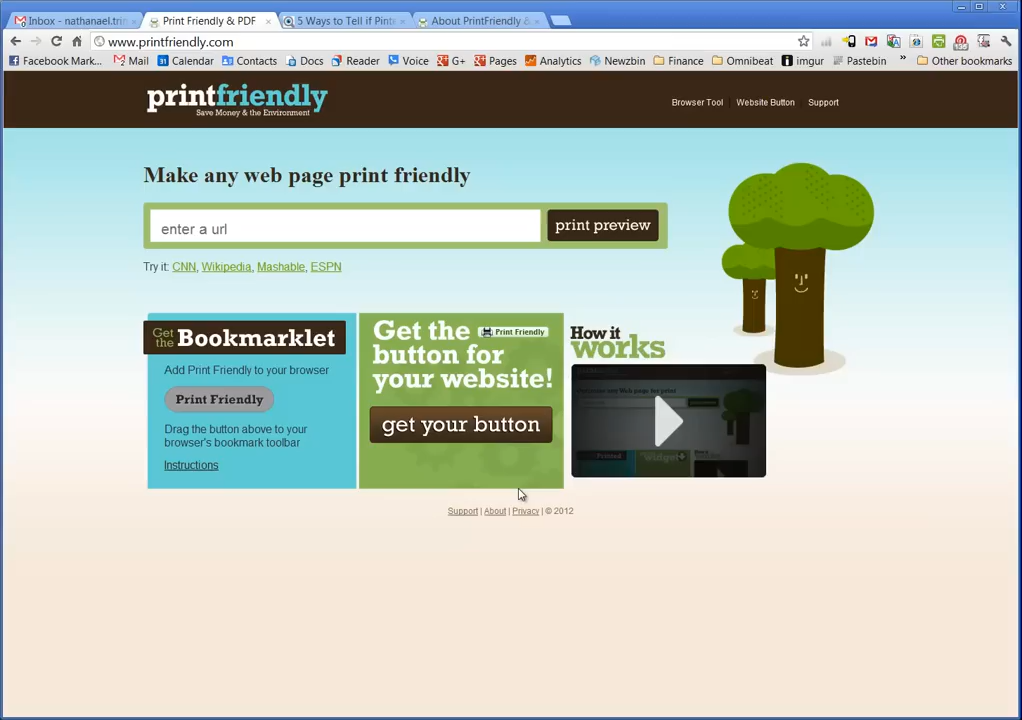 Inbox - nathanael.trin
Print Friendly & PDF
5 Ways to Tell if Pint
About PrintFriendly &
www.printfriendly.com
Facebook Mark...
Mail
31 Calendar
Contacts
Docs
Reader
Voice
G+
Pages
Analytics
Newzbin
Finance
Omnibeat
imgur
Pastebin
»
Other bookmarks
printfriendly
Save Money & the Environment
Browser Tool
Website Button
Support
Make any web page print friendly
enter a url
print preview
Try it: CNN, Wikipedia, Mashable, ESPN
Get the Bookmarklet
Add Print Friendly to your browser
Print Friendly
Drag the button above to your
browser's bookmark toolbar
Instructions
Get the Print Friendly
button for
your website!
get your button
How it
works
Support | About | Privacy | © 2012